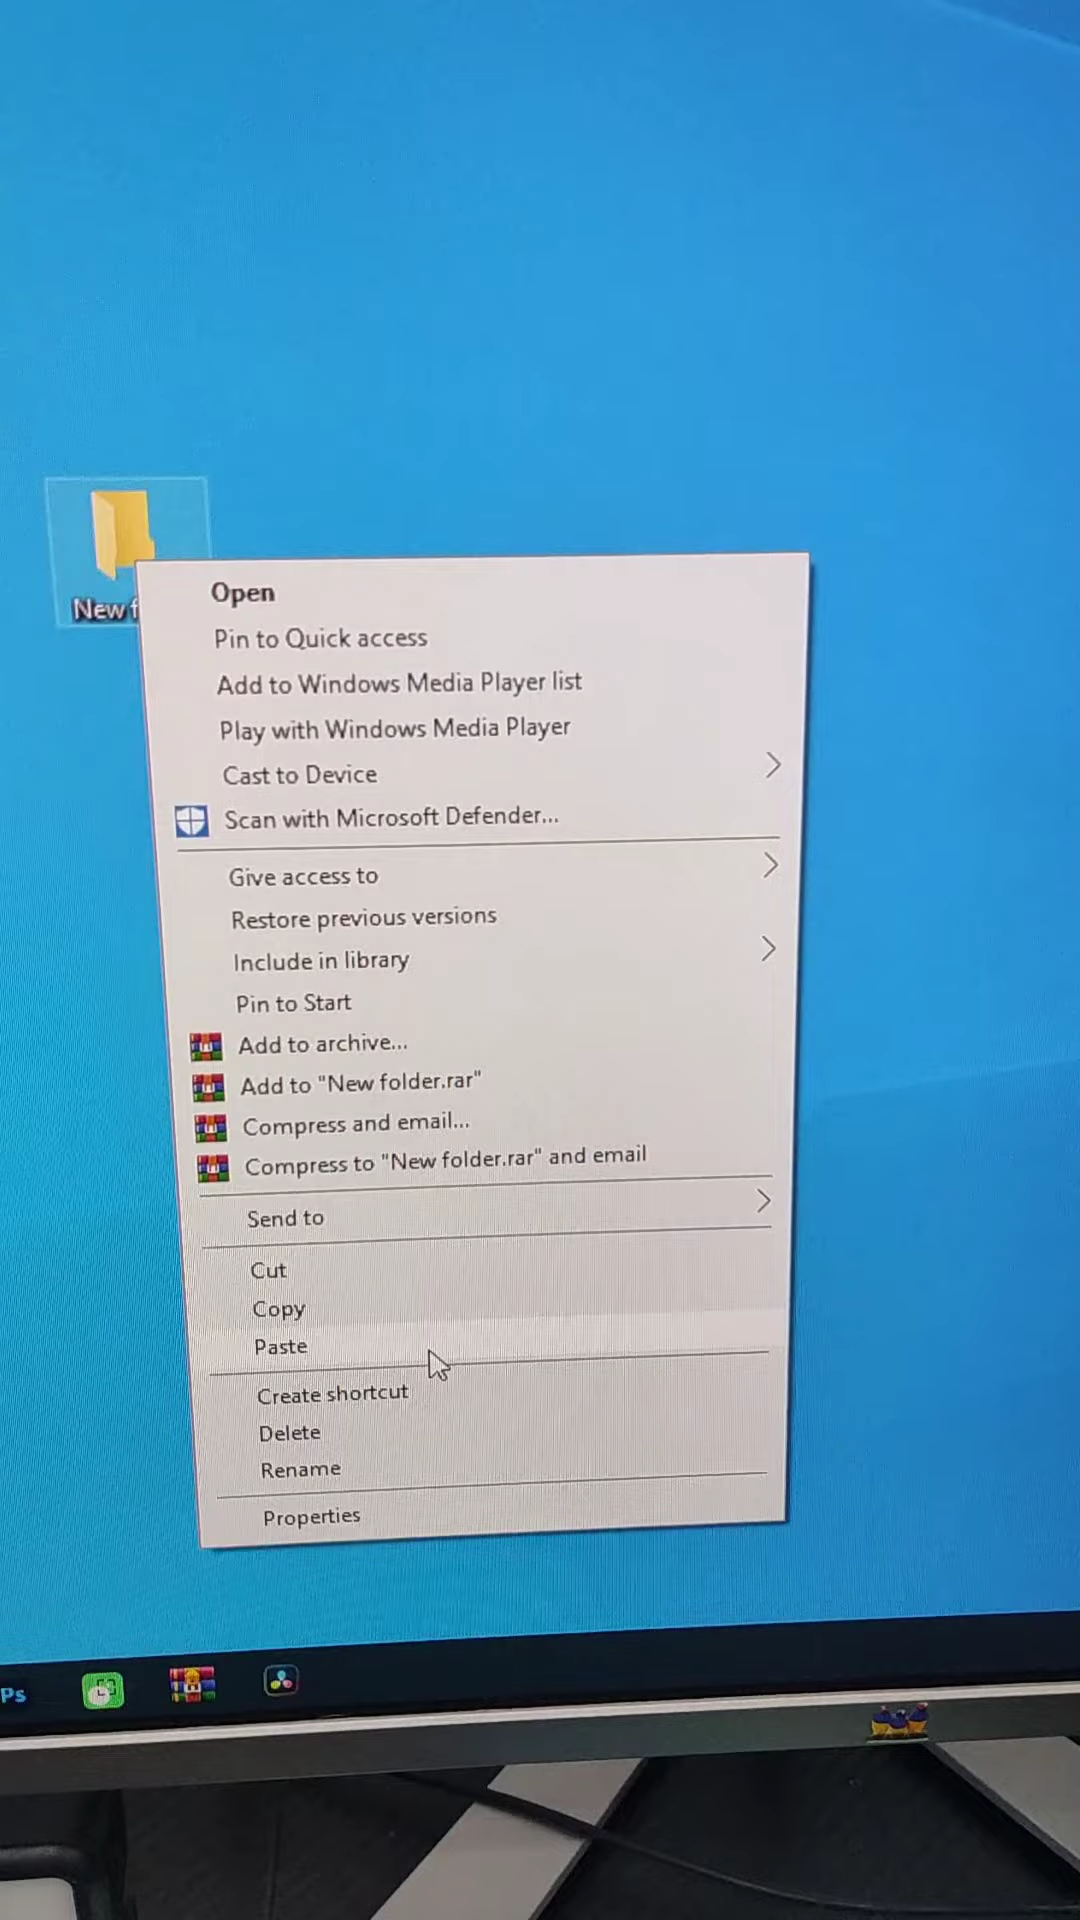 New f
Open
Pin to Quick access
Add to Windows Media Player list
Play with Windows Media Player
Cast to Device
Scan with Microsoft Defender...
Give access to
Restore previous versions
Include in library
Pin to Start
Add to archive...
Add to "New folder.rar"
Compress and email...
Compress to "New folder.rar" and email
Send to
Cut
Copy
Paste
Create shortcut
Delete
Rename
Properties
Ps